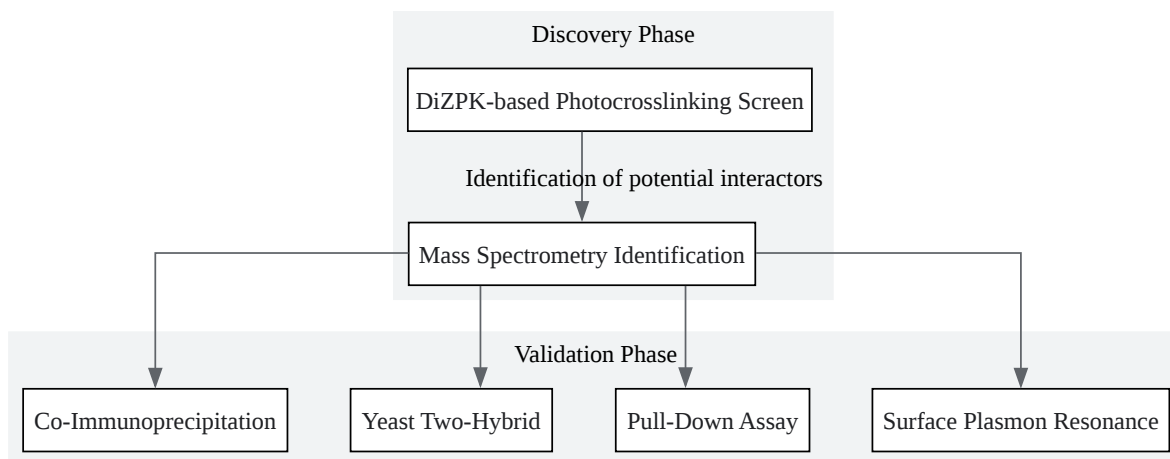 Discovery Phase
DiZPK-based Photocrosslinking Screen
Identification of potential interactors
Mass Spectrometry Identification
Validation Phase
Co-Immunoprecipitation
Yeast Two-Hybrid
Pull-Down Assay
Surface Plasmon Resonance